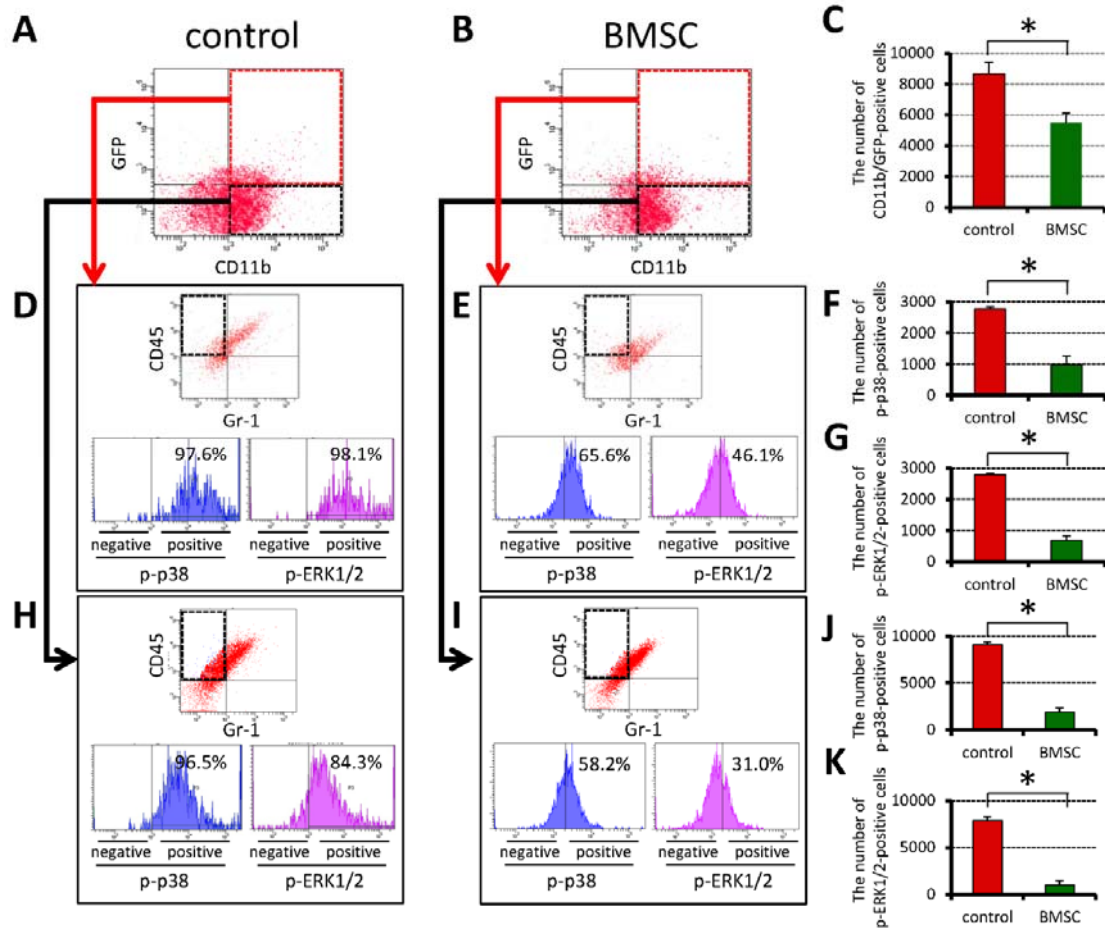 A
control
B
BMSC
C
GFP
CD11b
GFP
CD11b
The number of
CD11b/GFP-positive cells
10000
8000
6000
4000
2000
0
*
control
BMSC
D
CD45
Gr-1
97.6%
98.1%
negative
positive
negative
positive
p-p38
p-ERK1/2
E
CD45
Gr-1
65.6%
46.1%
negative
positive
negative
positive
p-p38
p-ERK1/2
F
The number of
p-p38-positive cells
3000
2000
1000
0
*
control
BMSC
G
The number of
p-ERK1/2-positive cells
3000
2000
1000
0
*
control
BMSC
H
CD45
Gr-1
96.5%
84.3%
negative
positive
negative
positive
p-p38
p-ERK1/2
I
CD45
Gr-1
58.2%
31.0%
negative
positive
negative
positive
p-p38
p-ERK1/2
J
The number of
p-p38-positive cells
10000
5000
0
*
control
BMSC
K
The number of
p-ERK1/2-positive cells
10000
5000
0
*
control
BMSC